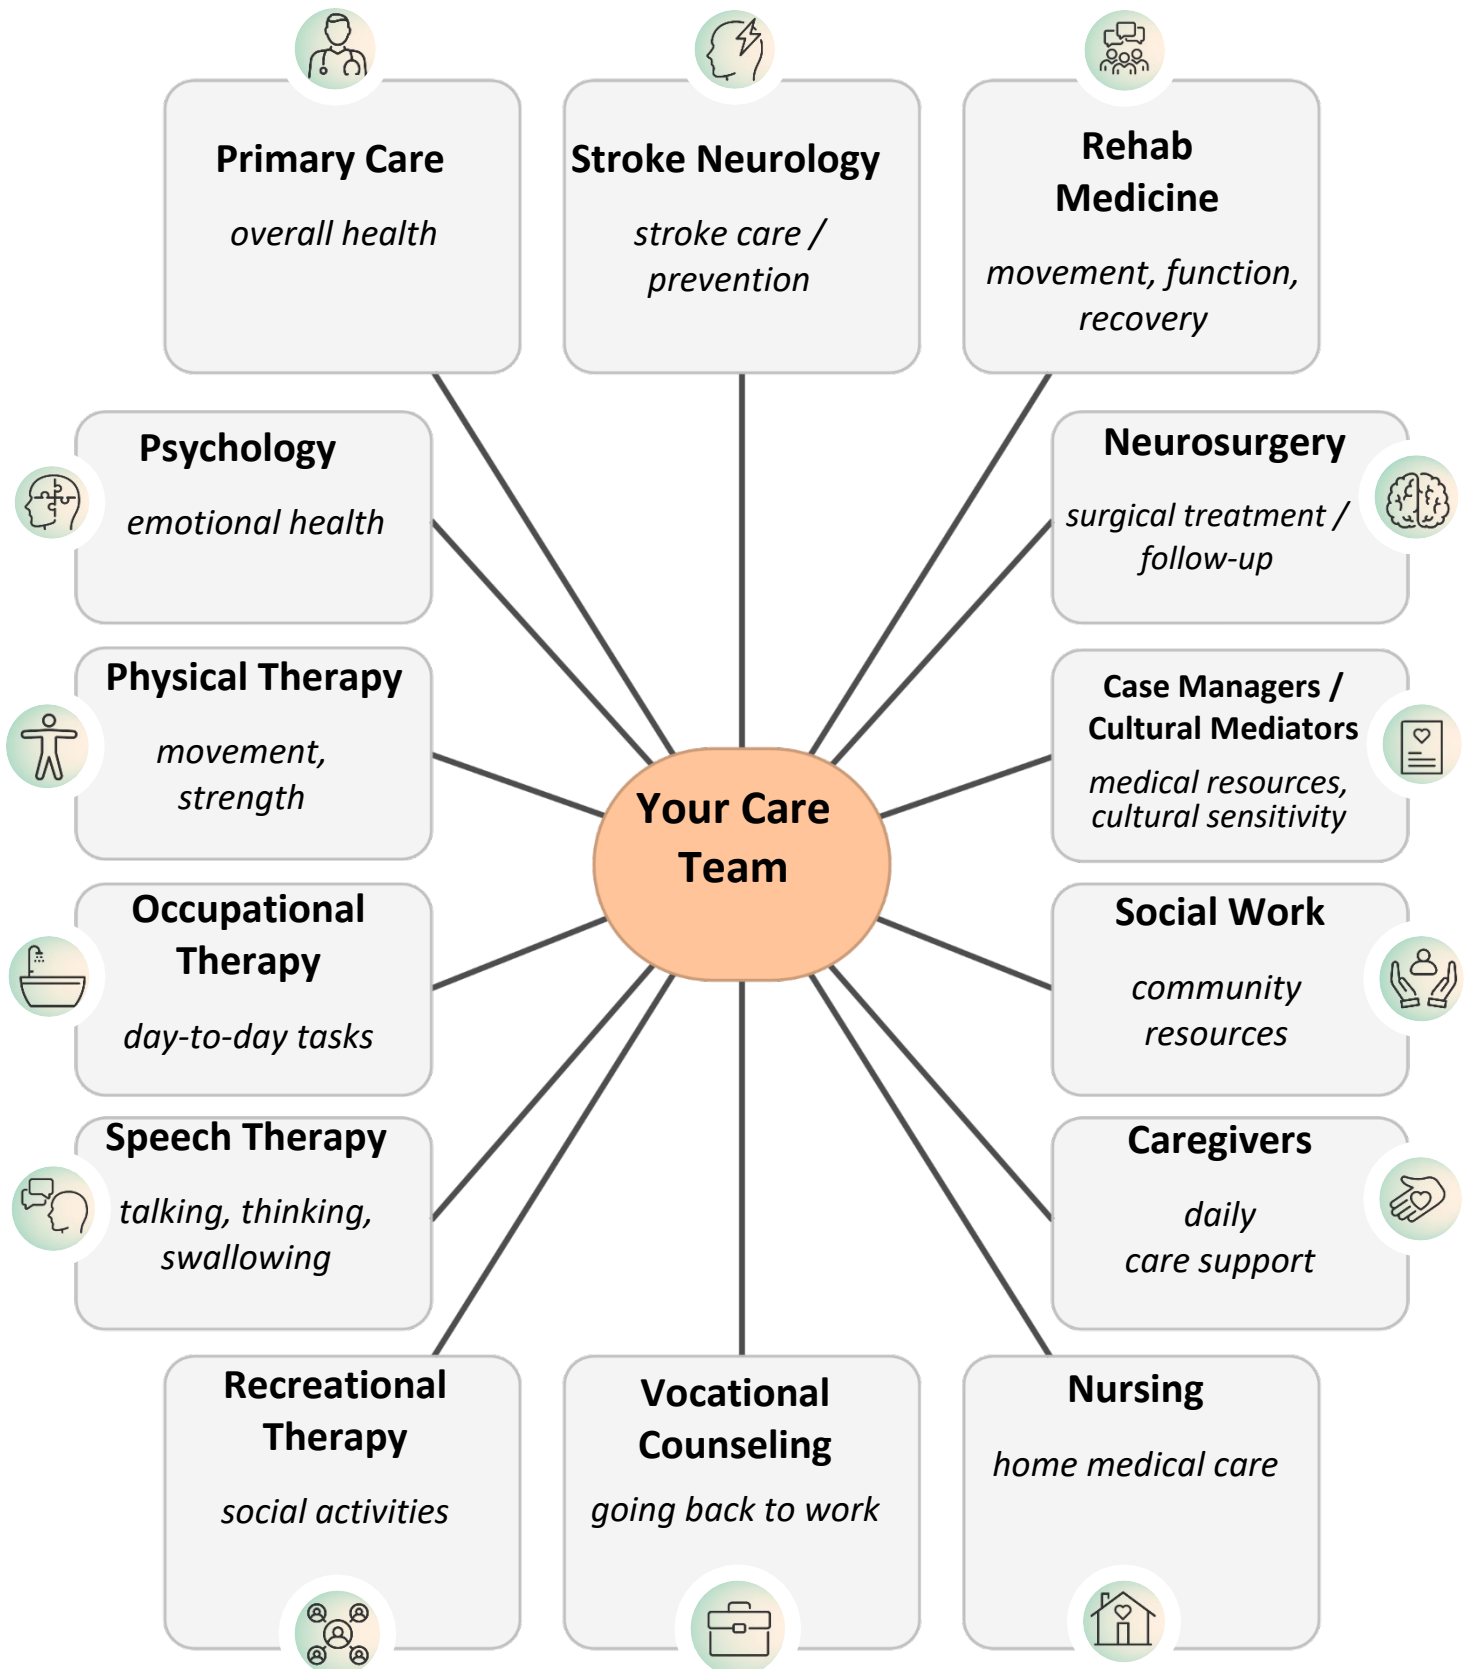 Primary Care
overall health
Stroke Neurology
stroke care /
prevention
Rehab
Medicine
movement, function,
recovery
Psychology
emotional health
Neurosurgery
surgical treatment /
follow-up
Physical Therapy
movement,
strength
Case Managers /
Cultural Mediators
medical resources,
cultural sensitivity
Your Care
Team
Occupational
Therapy
day-to-day tasks
Social Work
community
resources
Speech Therapy
talking, thinking,
swallowing
Caregivers
daily
care support
Recreational
Therapy
social activities
Vocational
Counseling
going back to work
Nursing
home medical care